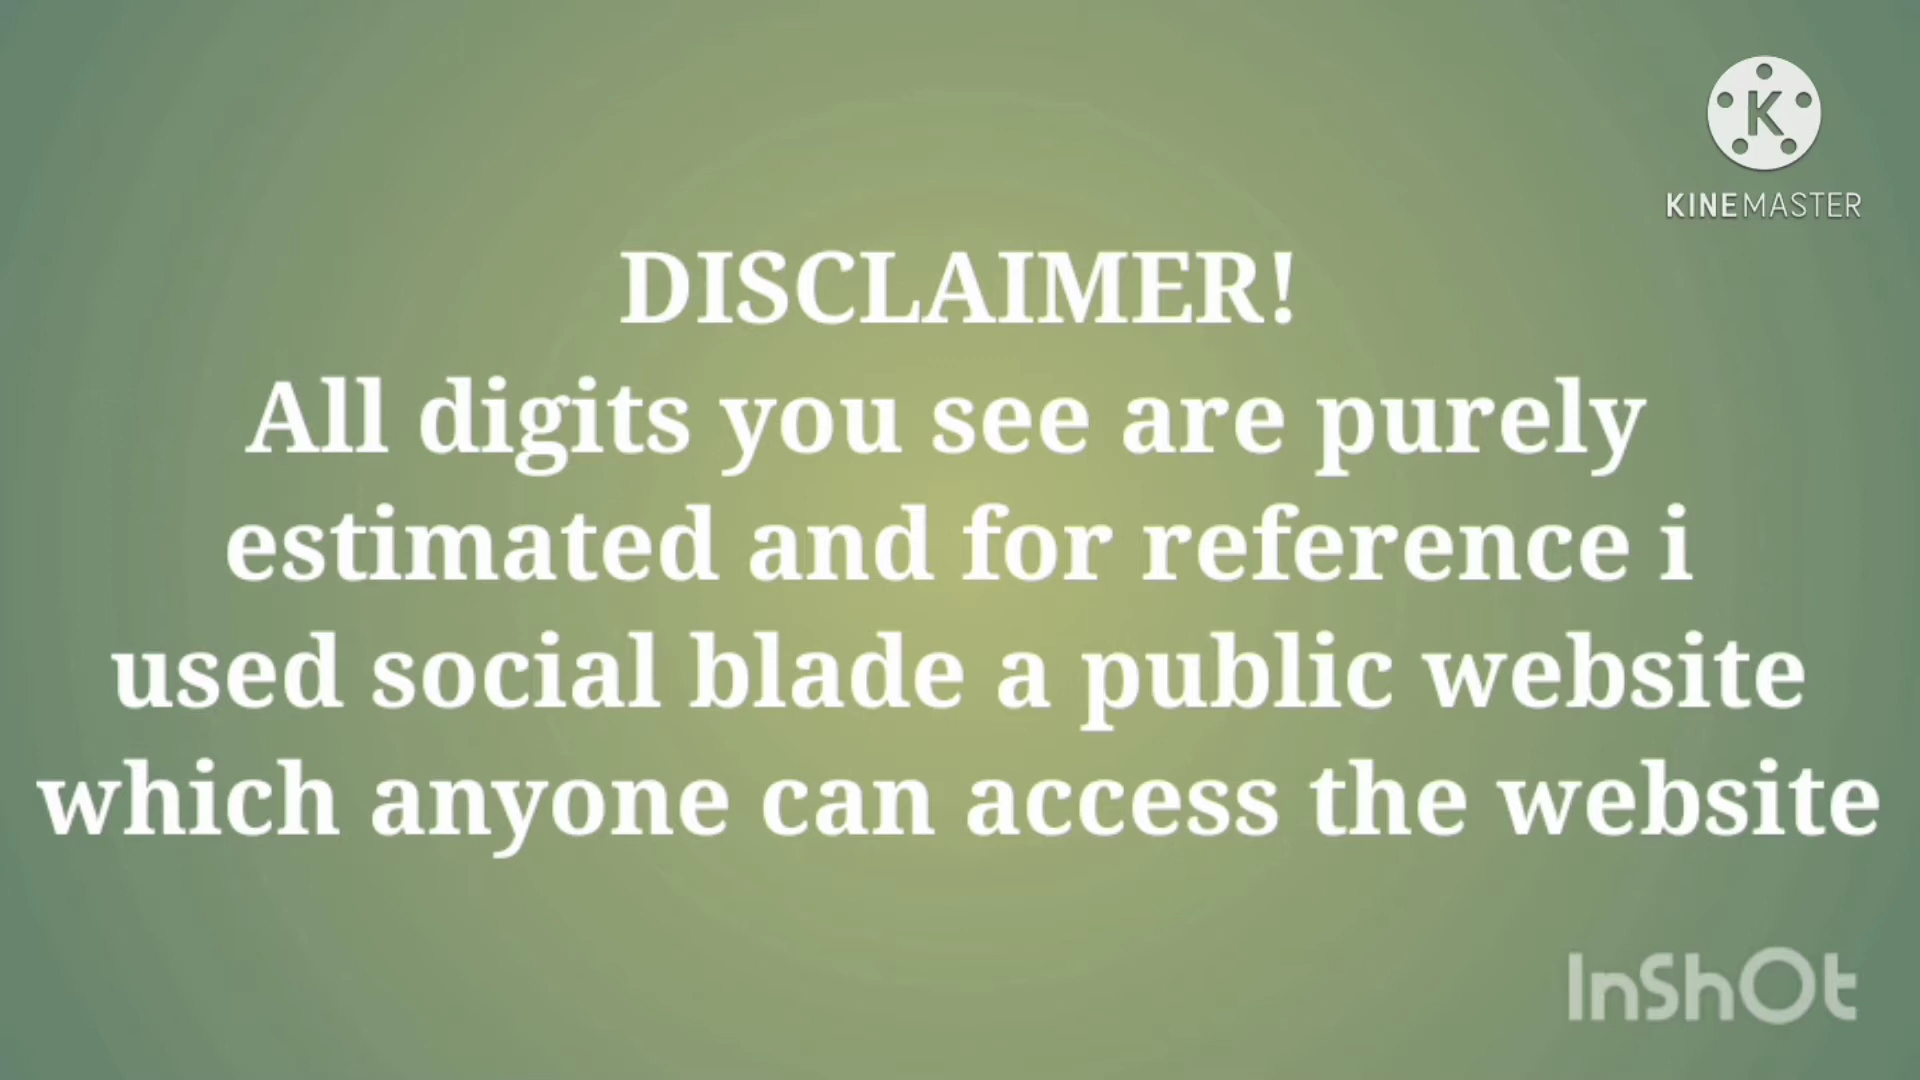 K
KINEMASTER
DISCLAIMER!
All digits you see are purely
estimated and for reference i
used social blade a public website
which anyone can access the website
InShOt